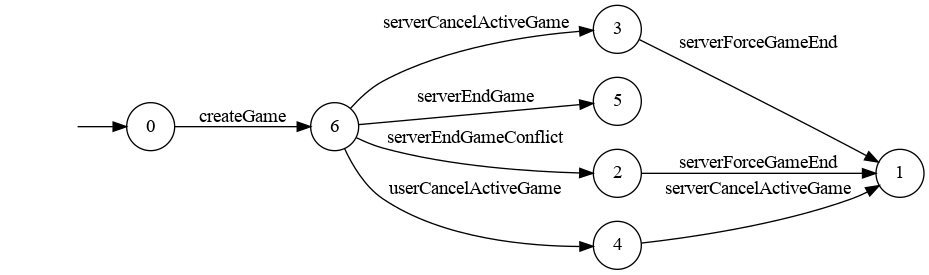 serverCancelActiveGame
3
serverForceGameEnd
serverEndGame
5
createGame
0
6
serverEndGameConflict
serverForceGameEnd
2
1
userCancelActiveGame
serverCancelActiveGame
4